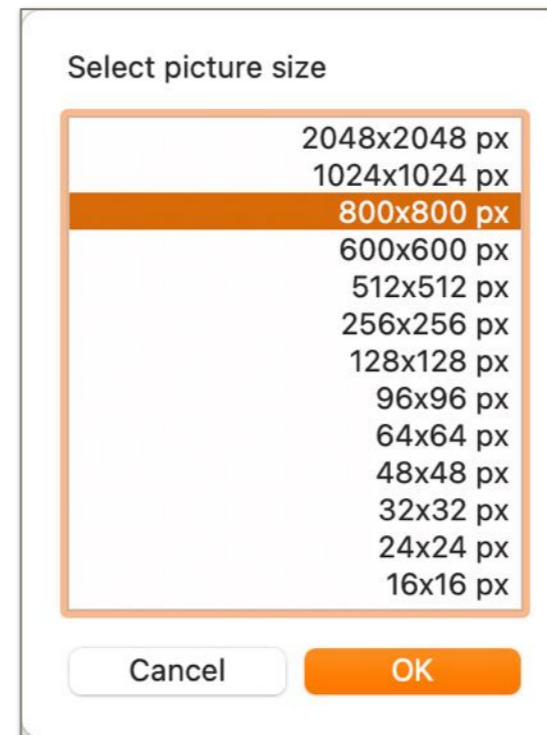 Select picture size
2048x2048 px
1024x1024 px
800x800 px
600x600 px
512x512 px
256x256 px
128x128 px
96x96 px
64x64 px
48x48 px
32x32 px
24x24 px
16x16 px
Cancel OK